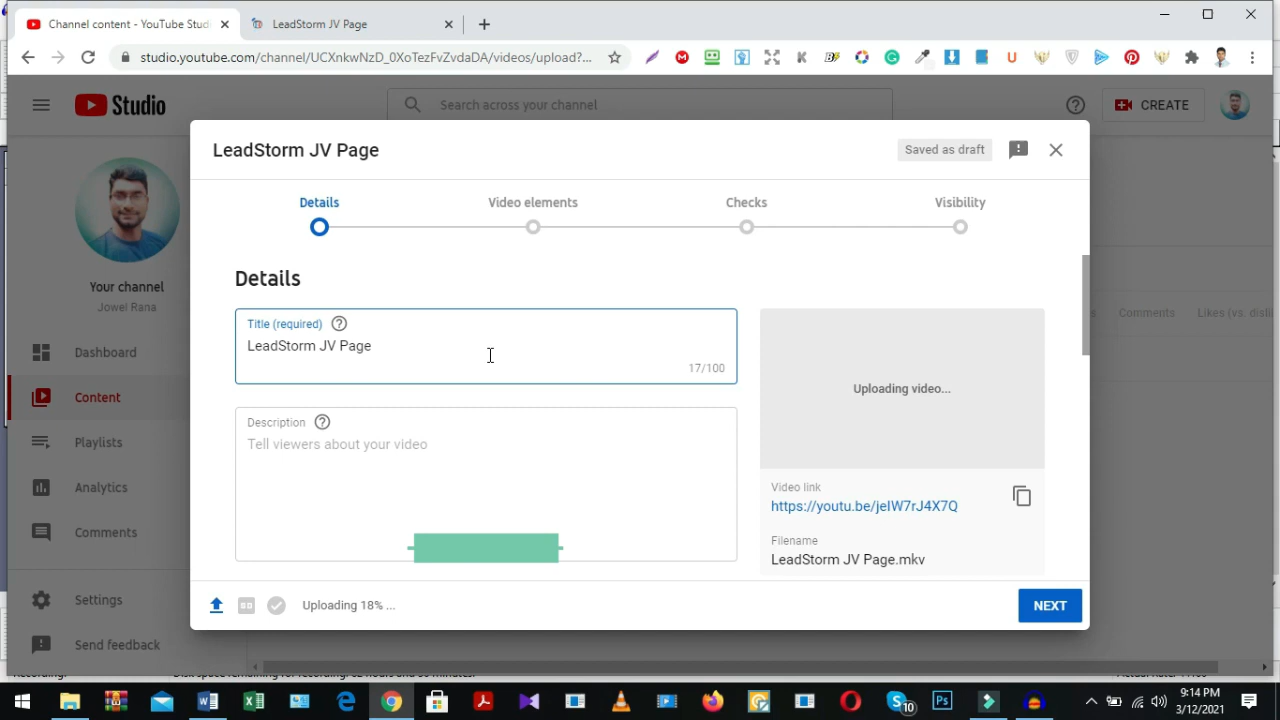 Channel content - YouTube Stud
LeadStorm JV Page
studio.youtube.com/channel/UCXnkwNzD_0XoTezFvZvdaDA/videos/upload?...
Studio
Search across your channel
CREATE
LeadStorm JV Page
Saved as draft
Details
Video elements
Checks
Visibility
Your channel
Jowel Rana
Dashboard
Content
Playlists
Analytics
Comments
Settings
Send feedback
Details
Title (required)
LeadStorm JV Page
17/100
Description
Tell viewers about your video
Uploading video...
Video link
https://youtu.be/jeIW7rJ4X7Q
Filename
LeadStorm JV Page.mkv
Comments
Likes (vs. disli
Uploading 18% ...
NEXT
10
9:14 PM
3/12/2021